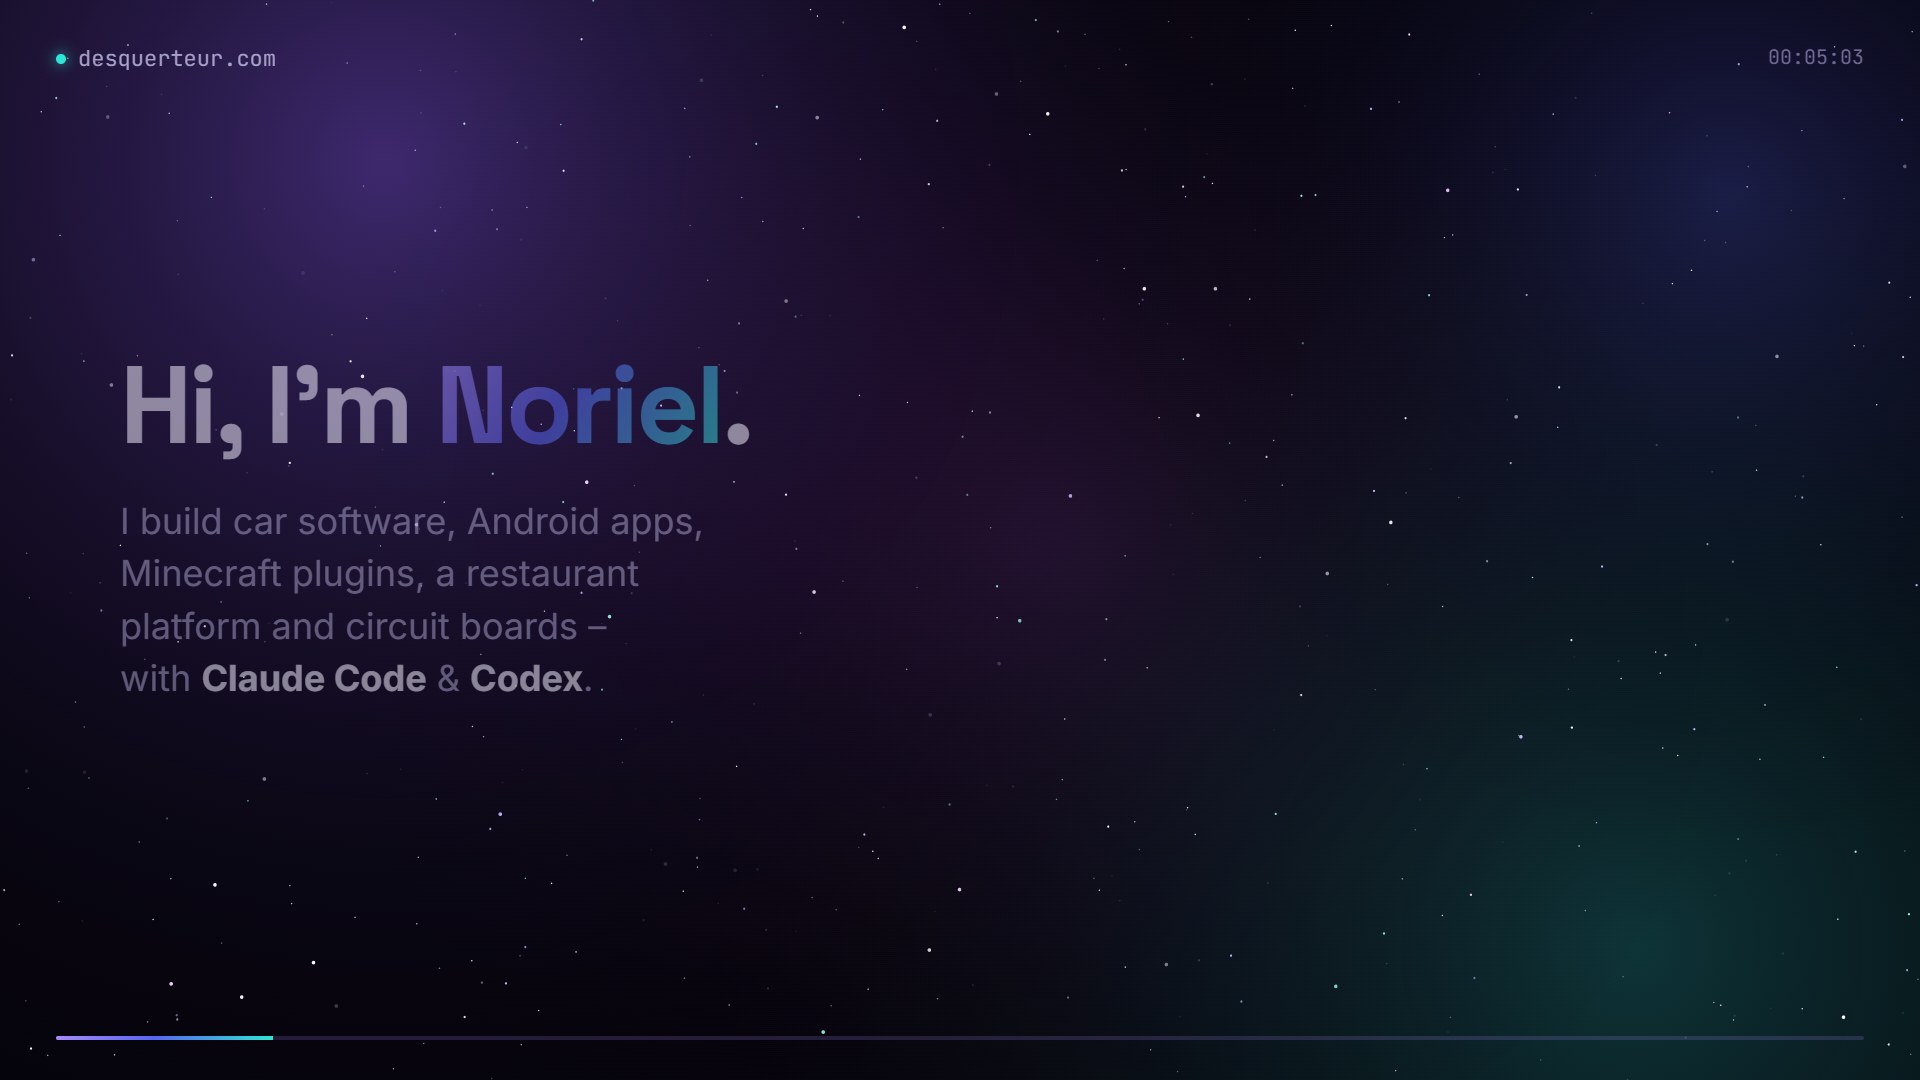 desquerteur.com
00:05:03
Hi, I’m Noriel.
I build car software, Android apps,
Minecraft plugins, a restaurant
platform and circuit boards –
with Claude Code & Codex.